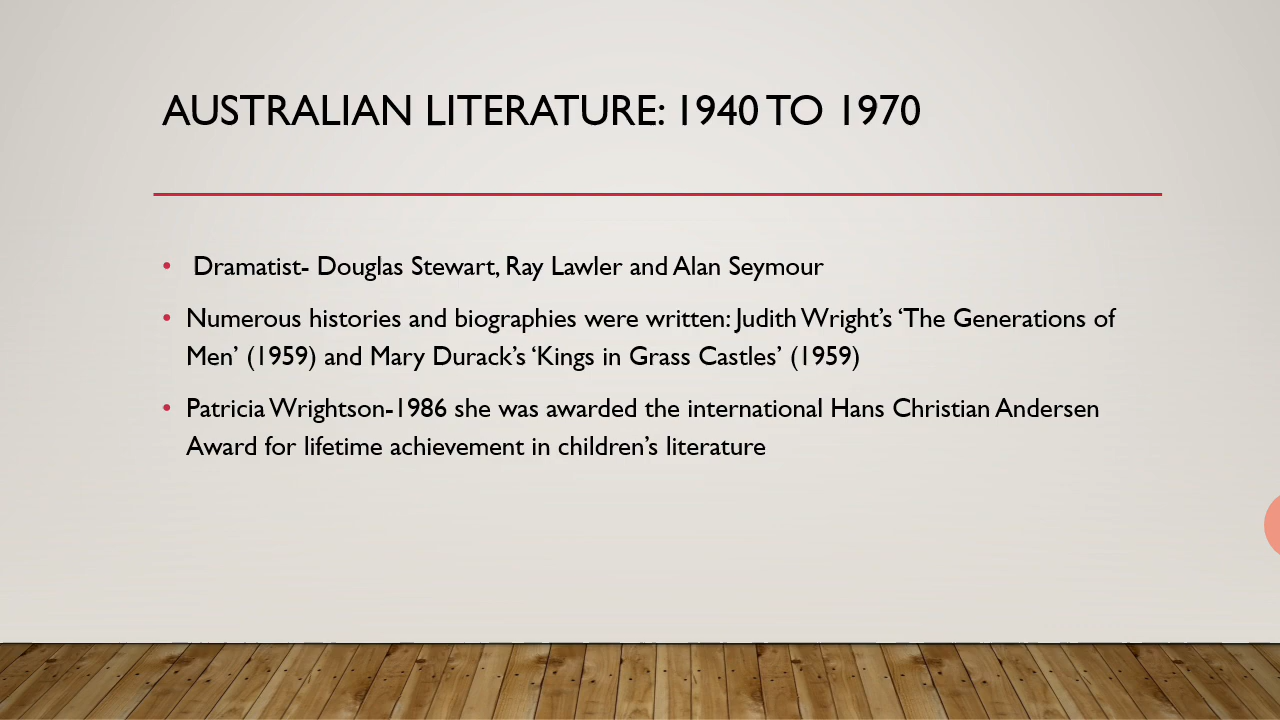 AUSTRALIAN LITERATURE: 1940 TO 1970
• Dramatist- Douglas Stewart, Ray Lawler and Alan Seymour
• Numerous histories and biographies were written: Judith Wright’s ‘The Generations of
Men’ (1959) and Mary Durack’s ‘Kings in Grass Castles’ (1959)
• Patricia Wrightson-1986 she was awarded the international Hans Christian Andersen
Award for lifetime achievement in children’s literature